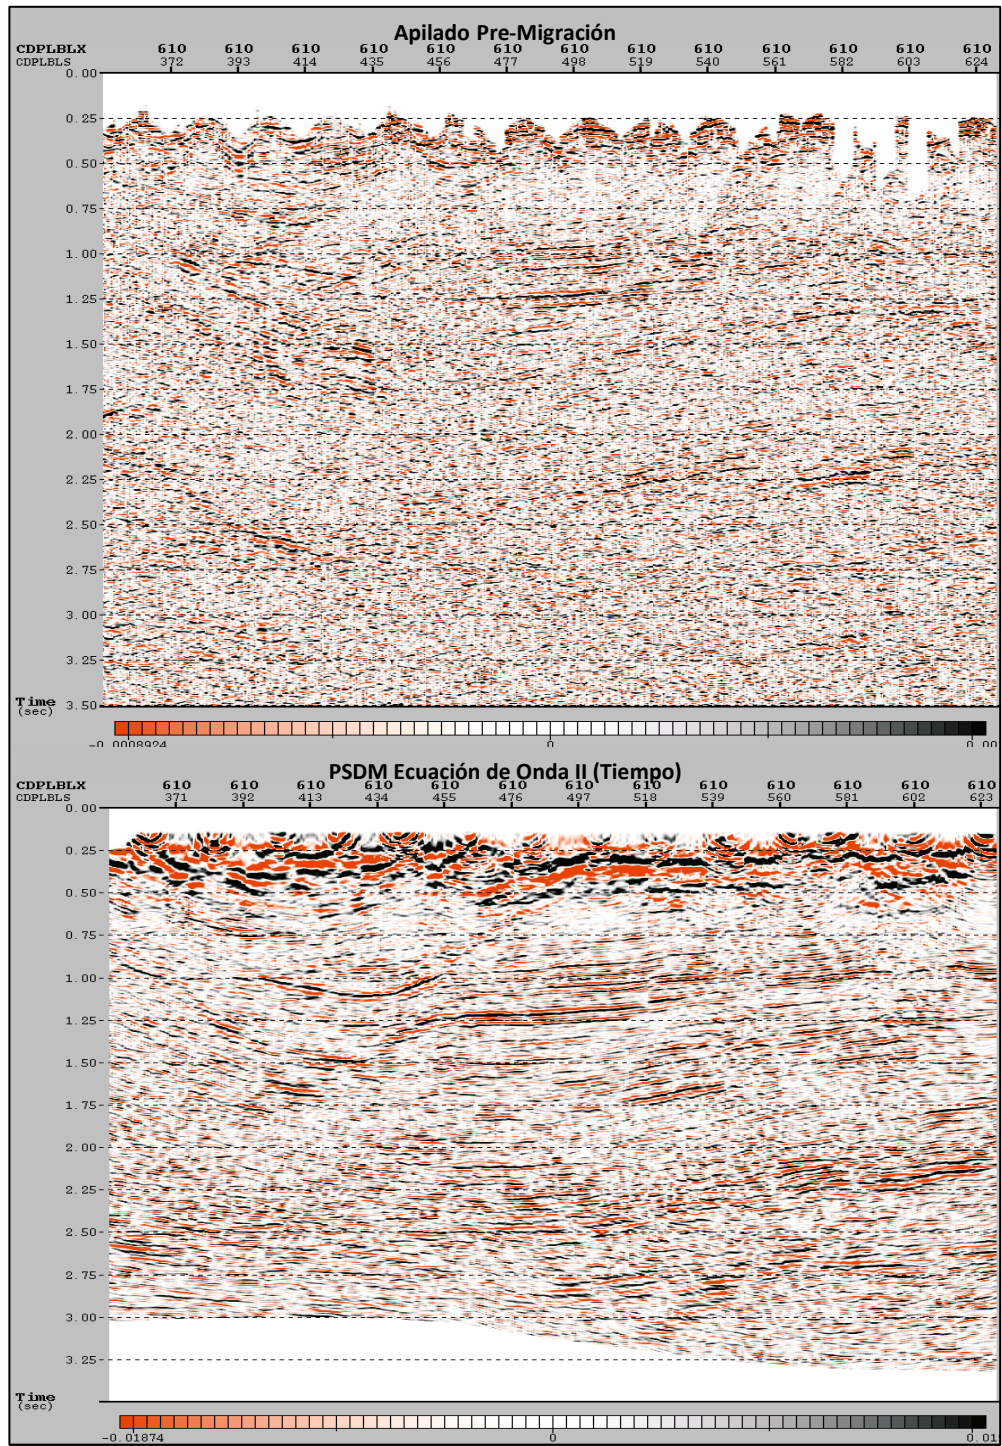 Apilado Pre-Migración
CDPLBLX 610 610 610 610 610 610 610 610 610 610 610 610 610
CDPLBLS 372 393 414 435 456 477 498 519 540 561 582 603 624
0.00
0.25
0.50
0.75
1.00
1.25
1.50
1.75
2.00
2.25
2.50
2.75
3.00
3.25
3.50
Time
(sec)
-0.0008924 0 0.00
PSDM Ecuación de Onda II (Tiempo)
CDPLBLX 610 610 610 610 610 610 610 610 610 610 610 610 610
CDPLBLS 371 392 413 434 455 476 497 518 539 560 581 602 623
0.00
0.25
0.50
0.75
1.00
1.25
1.50
1.75
2.00
2.25
2.50
2.75
3.00
3.25
Time
(sec)
-0.01874 0 0.01